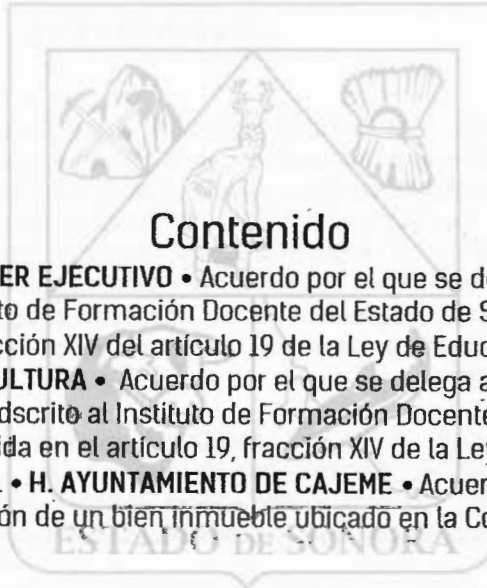 Contenido
ER EJECUTIVO • Acuerdo por el que se de
to de Formación Docente del Estado de S
cción XIV del artículo 19 de la Ley de Educ
ULTURA • Acuerdo por el que se delega a
dscrito al Instituto de Formación Docente
ida en el artículo 19, fracción XIV de la Le
. • H. AYUNTAMIENTO DE CAJEME • Acuer
ón de un bien inmueble ubicado en la Co
ESTADO DE SONORA